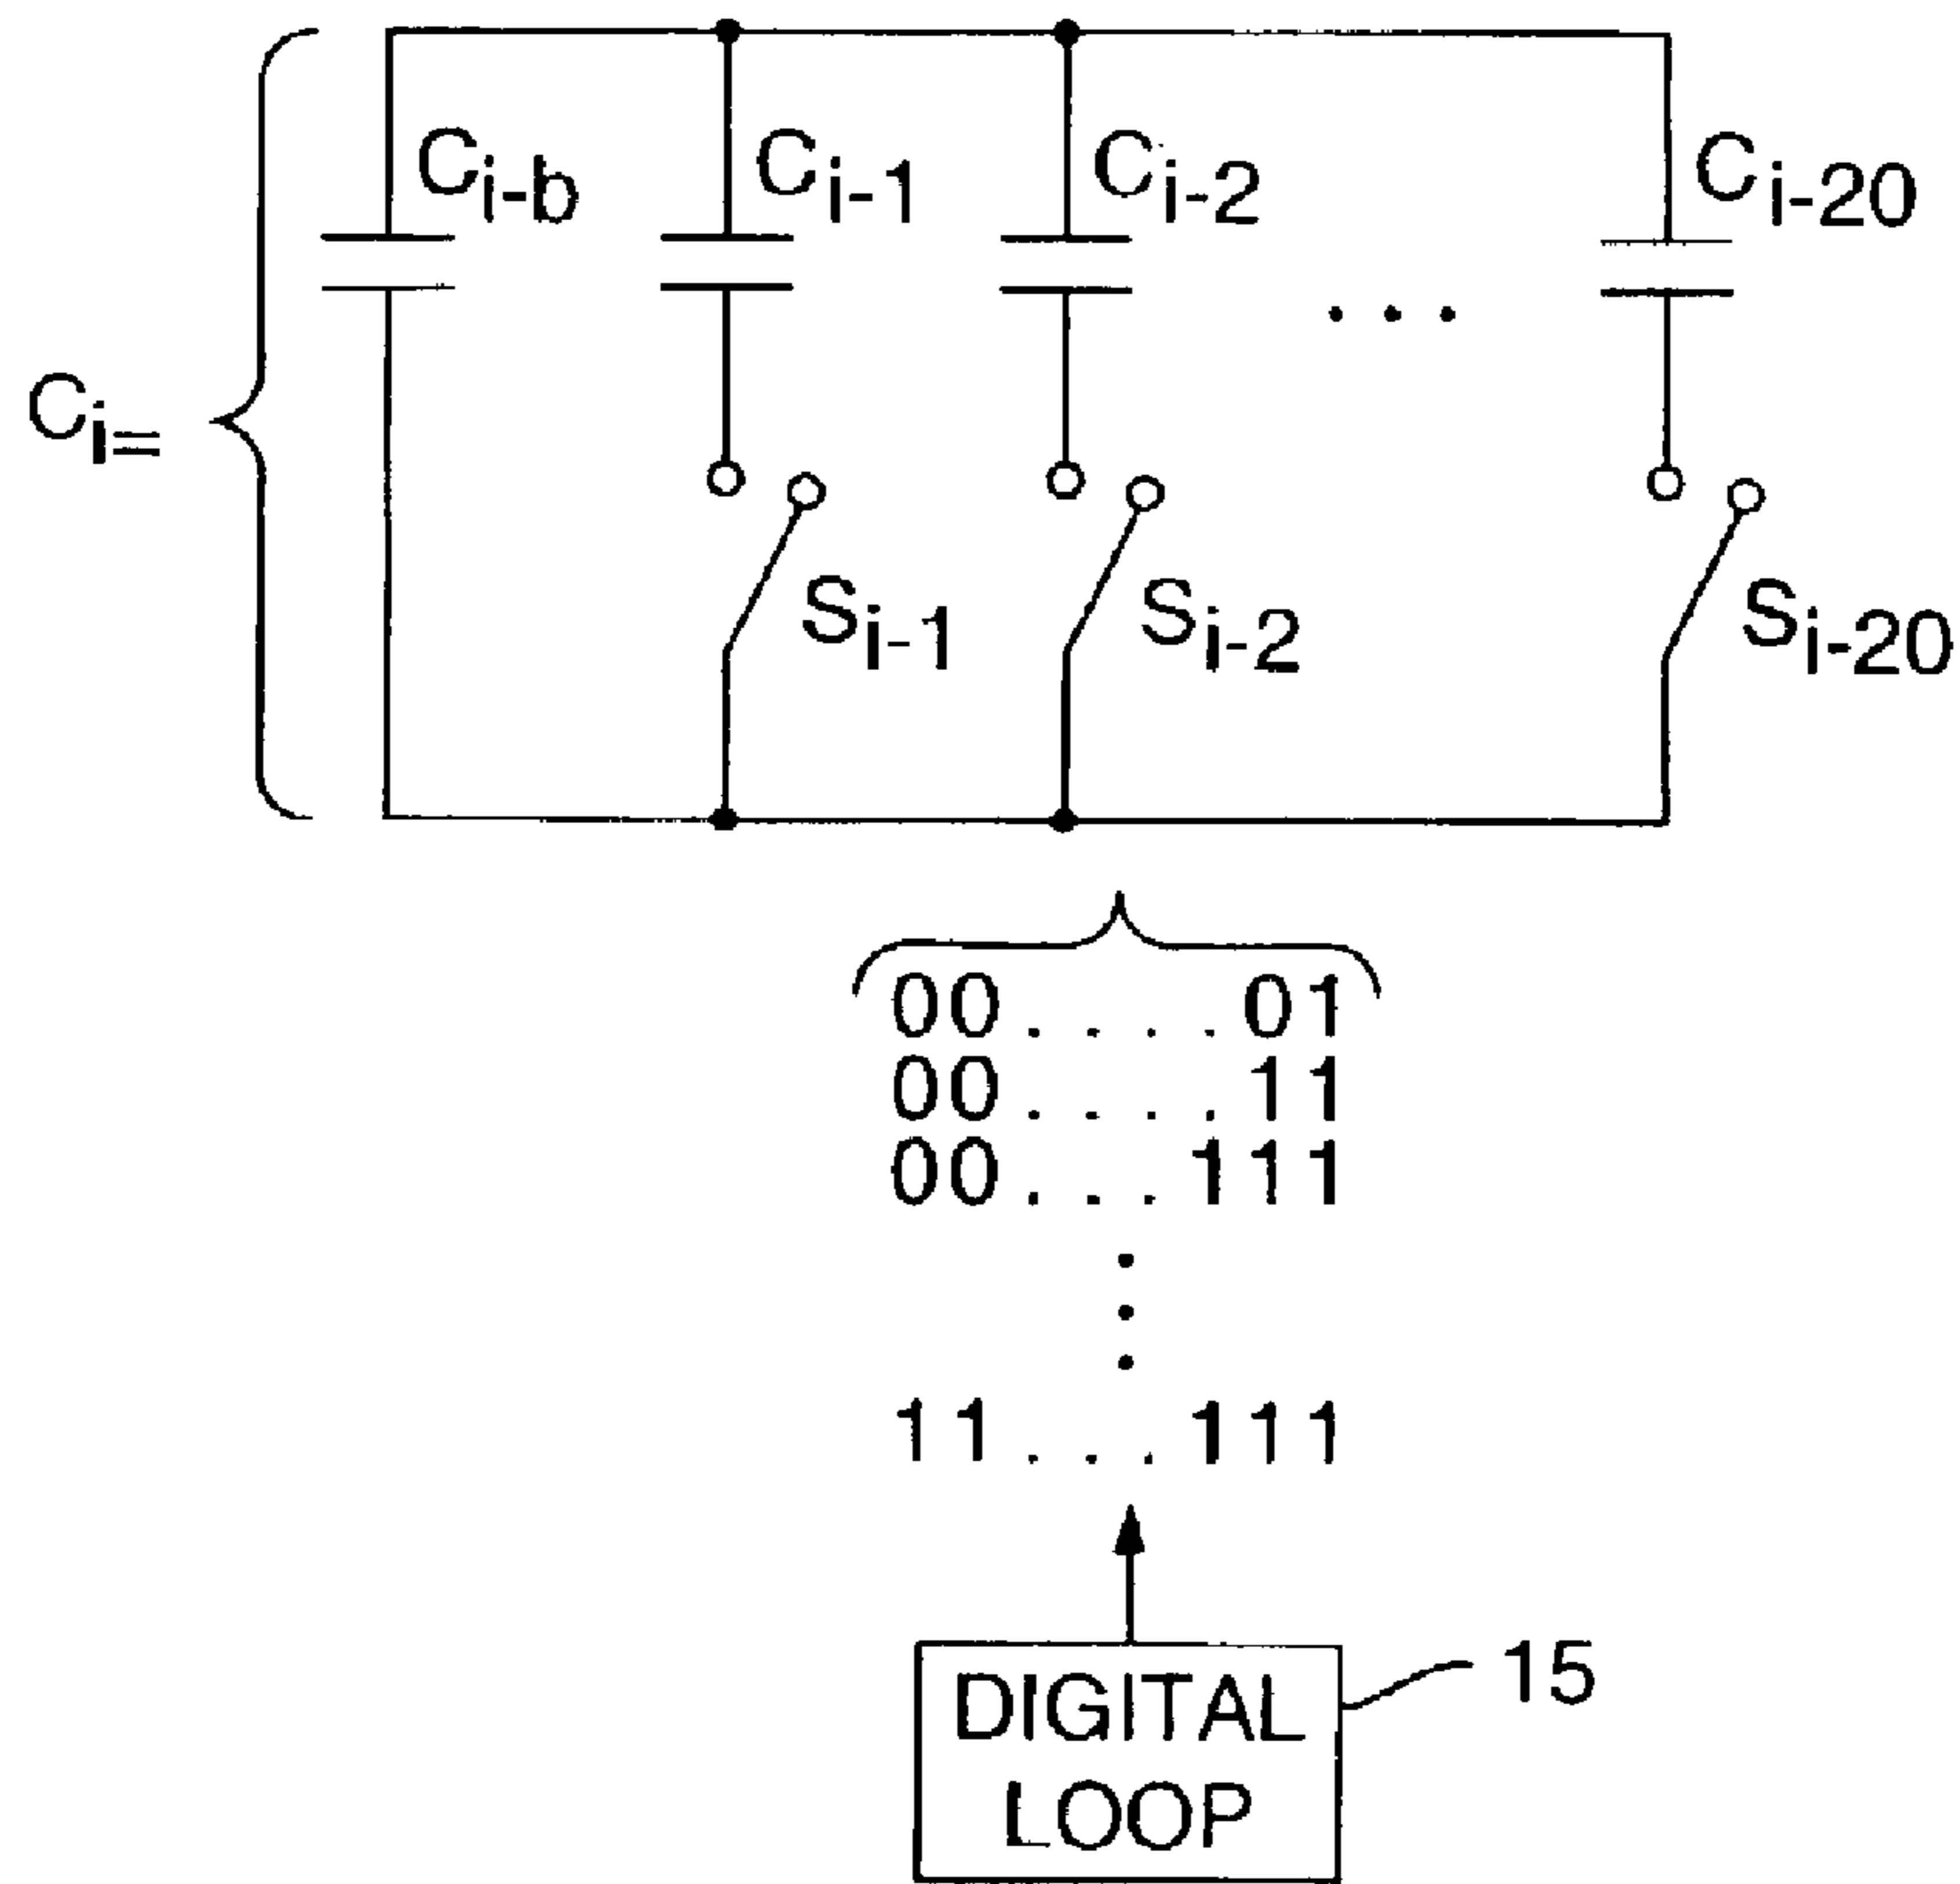 Ci-b Ci-1 Ci-2 Ci-20
. . .
Ci=
Si-1 Si-2 Si-20
00....01
00....11
00...111
.
.
.
11...111
15
DIGITAL
LOOP